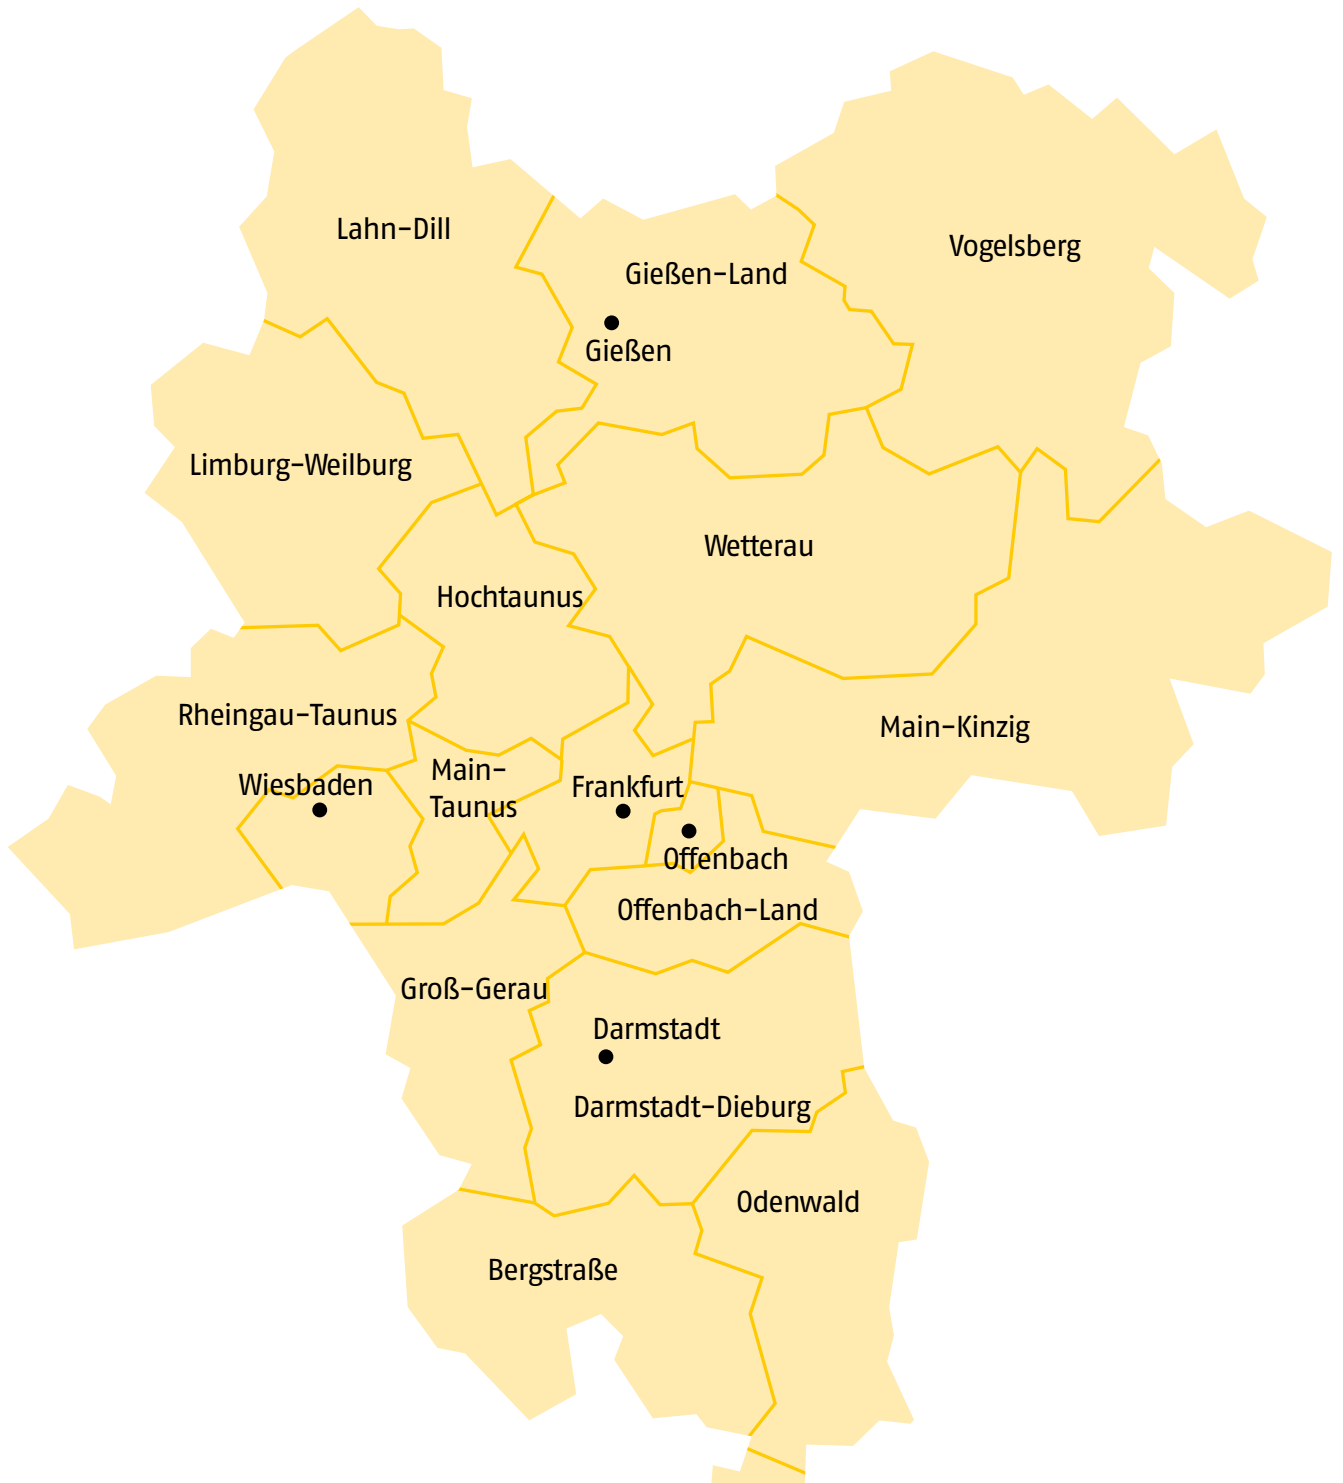 Lahn-Dill
Vogelsberg
Gießen-Land
Gießen
Limburg-Weilburg
Wetterau
Hochtaunus
Rheingau-Taunus
Main-Kinzig
Main-
Taunus
Wiesbaden
Frankfurt
Offenbach
Offenbach-Land
Groß-Gerau
Darmstadt
Darmstadt-Dieburg
Odenwald
Bergstraße